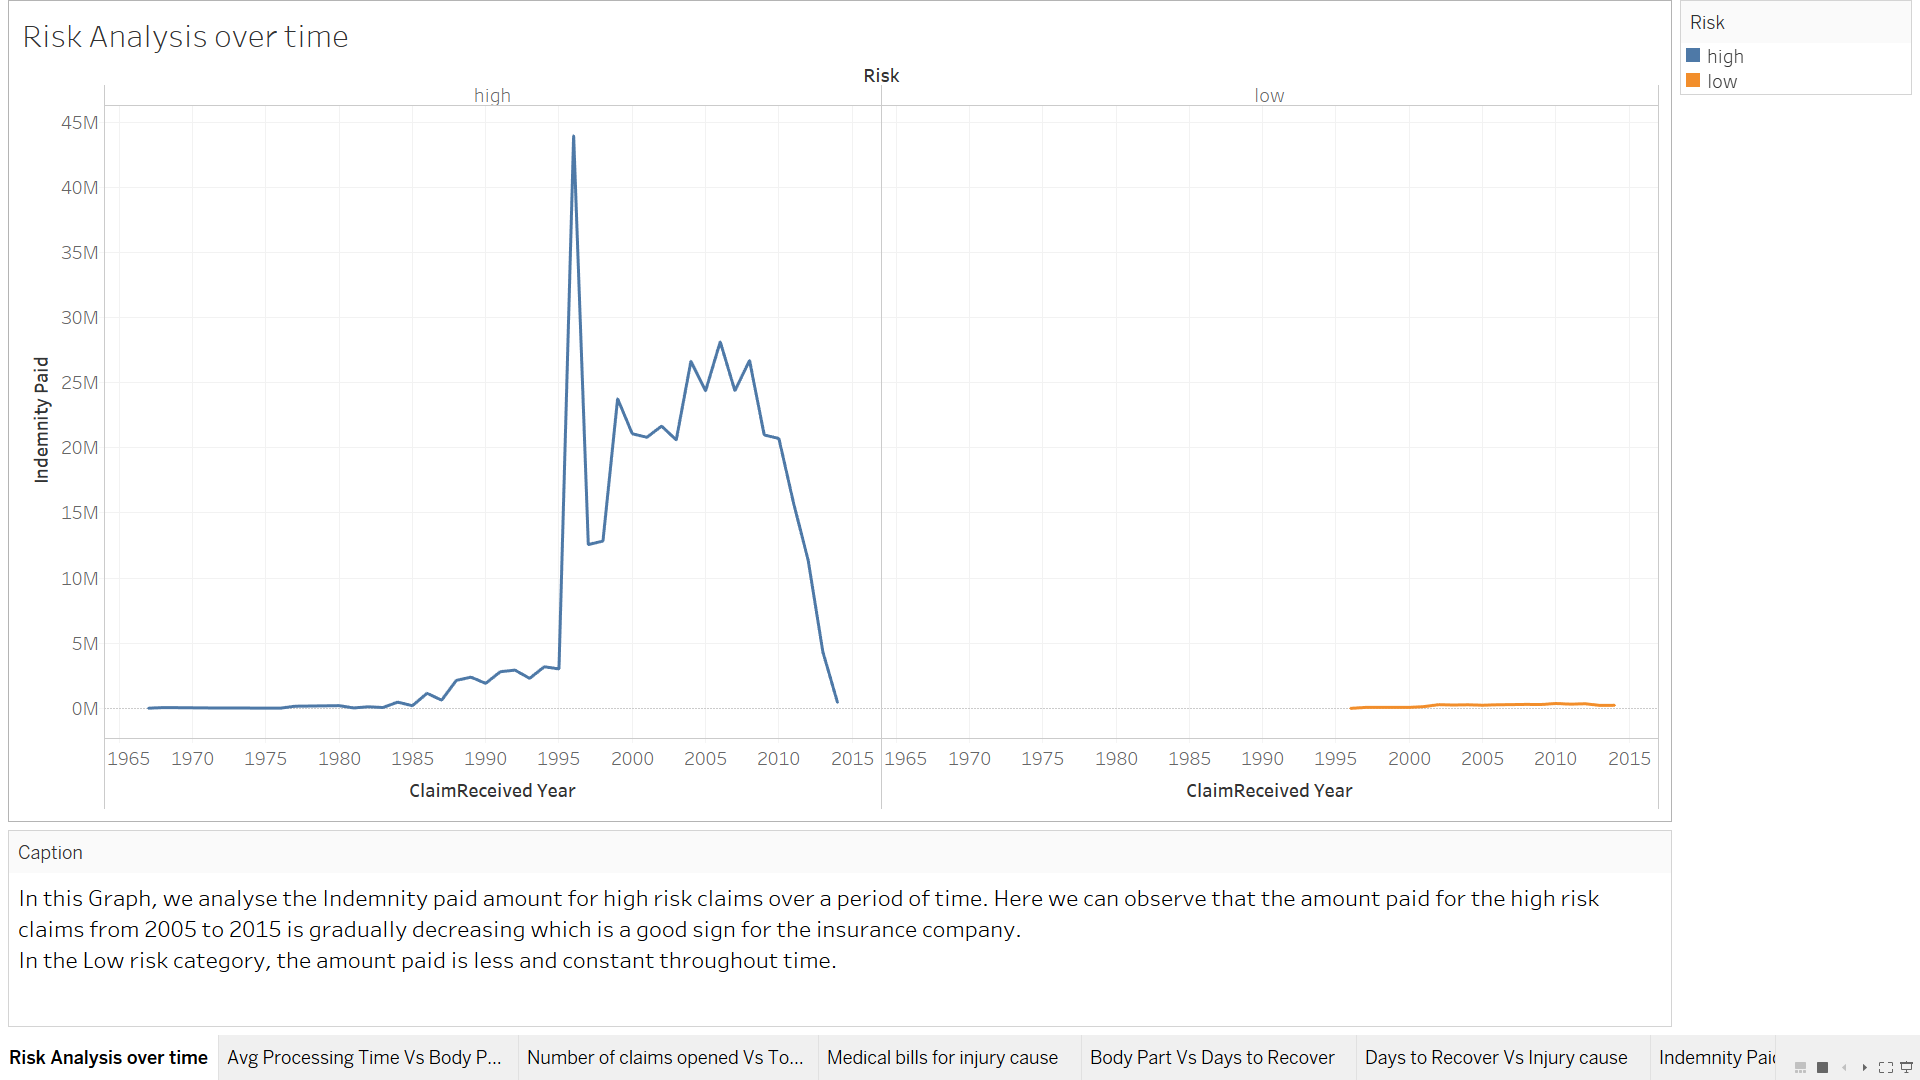 Risk Analysis over time
Risk
high
low
Risk
high
low
45M
40M
35M
30M
25M
20M
15M
10M
5M
0M
Indemnity Paid
1965 1970 1975 1980 1985 1990 1995 2000 2005 2010 2015 1965 1970 1975 1980 1985 1990 1995 2000 2005 2010 2015
ClaimReceived Year ClaimReceived Year
Caption
In this Graph, we analyse the Indemnity paid amount for high risk claims over a period of time. Here we can observe that the amount paid for the high risk
claims from 2005 to 2015 is gradually decreasing which is a good sign for the insurance company.
In the Low risk category, the amount paid is less and constant throughout time.
Risk Analysis over time Avg Processing Time Vs Body P... Number of claims opened Vs To... Medical bills for injury cause Body Part Vs Days to Recover Days to Recover Vs Injury cause Indemnity Paid